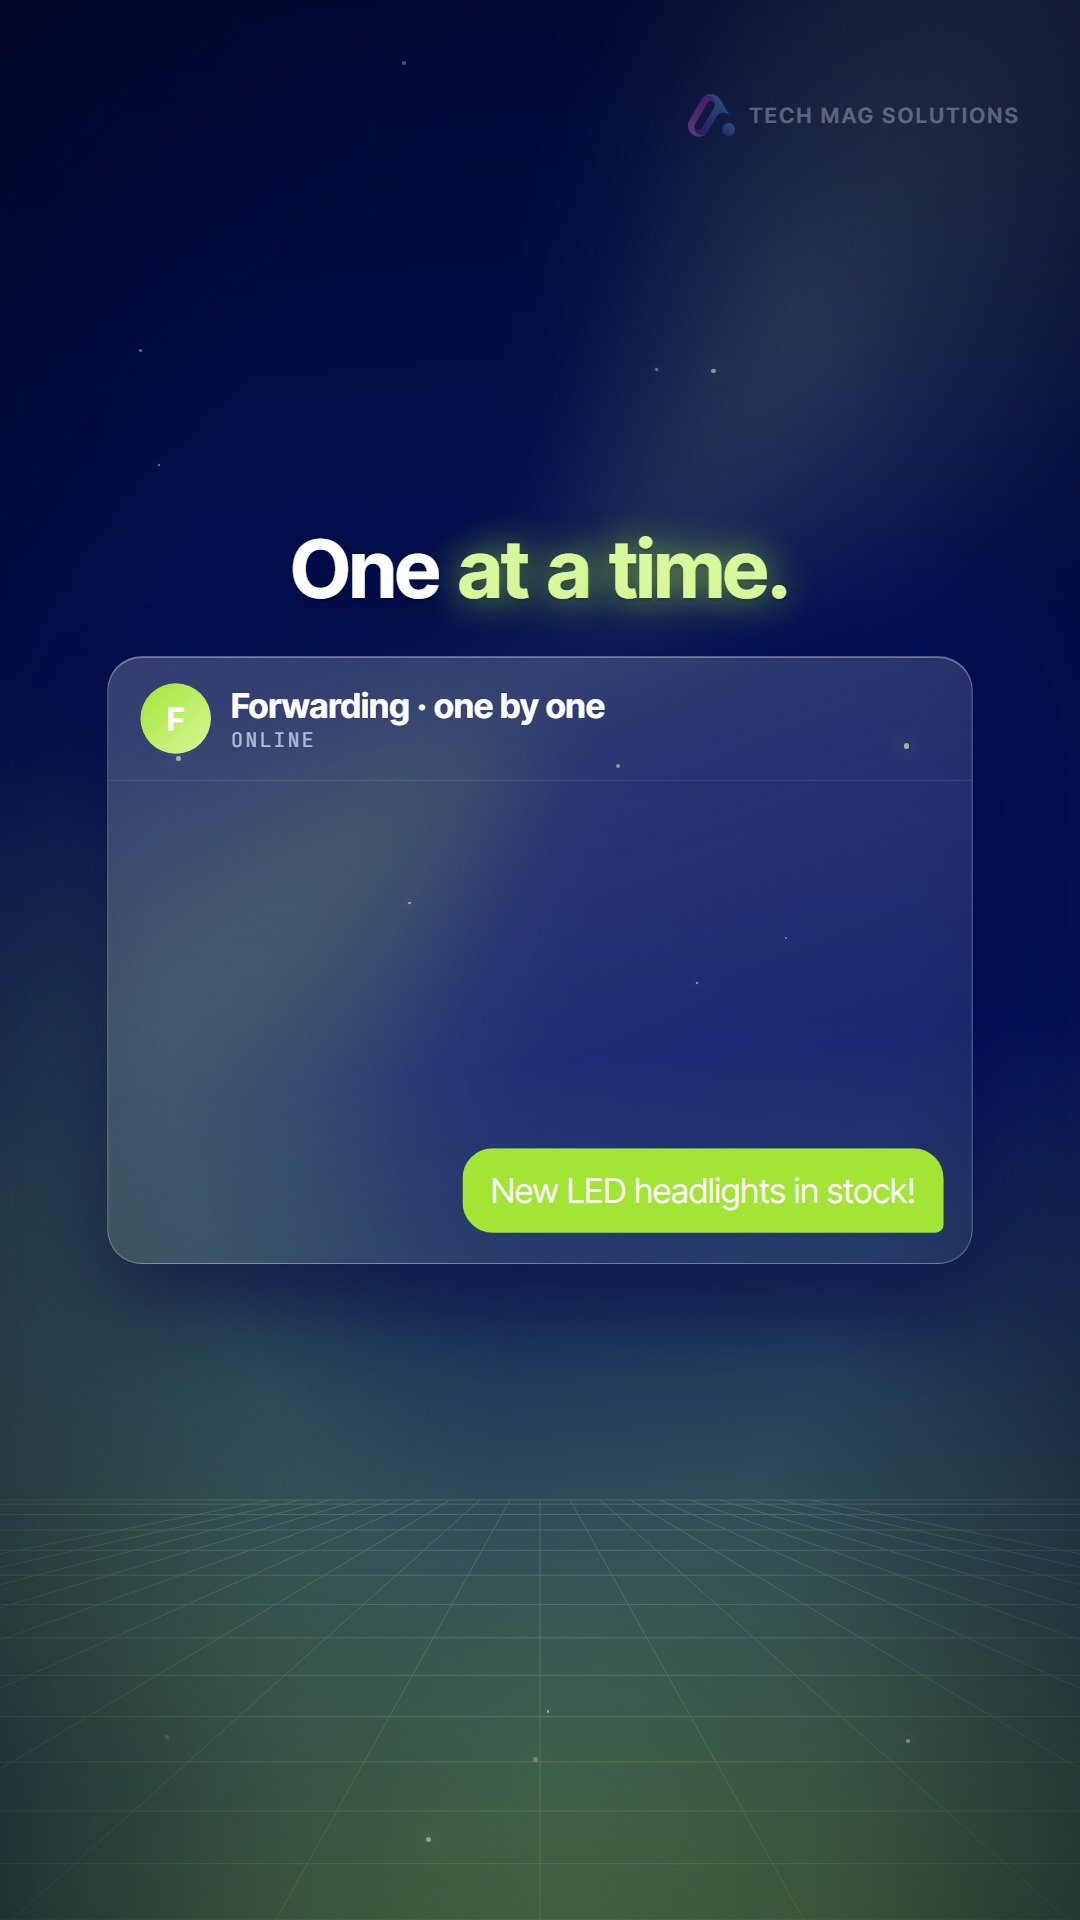 TECH MAG SOLUTIONS
One at a time.
F
Forwarding · one by one
ONLINE
New LED headlights in stock!